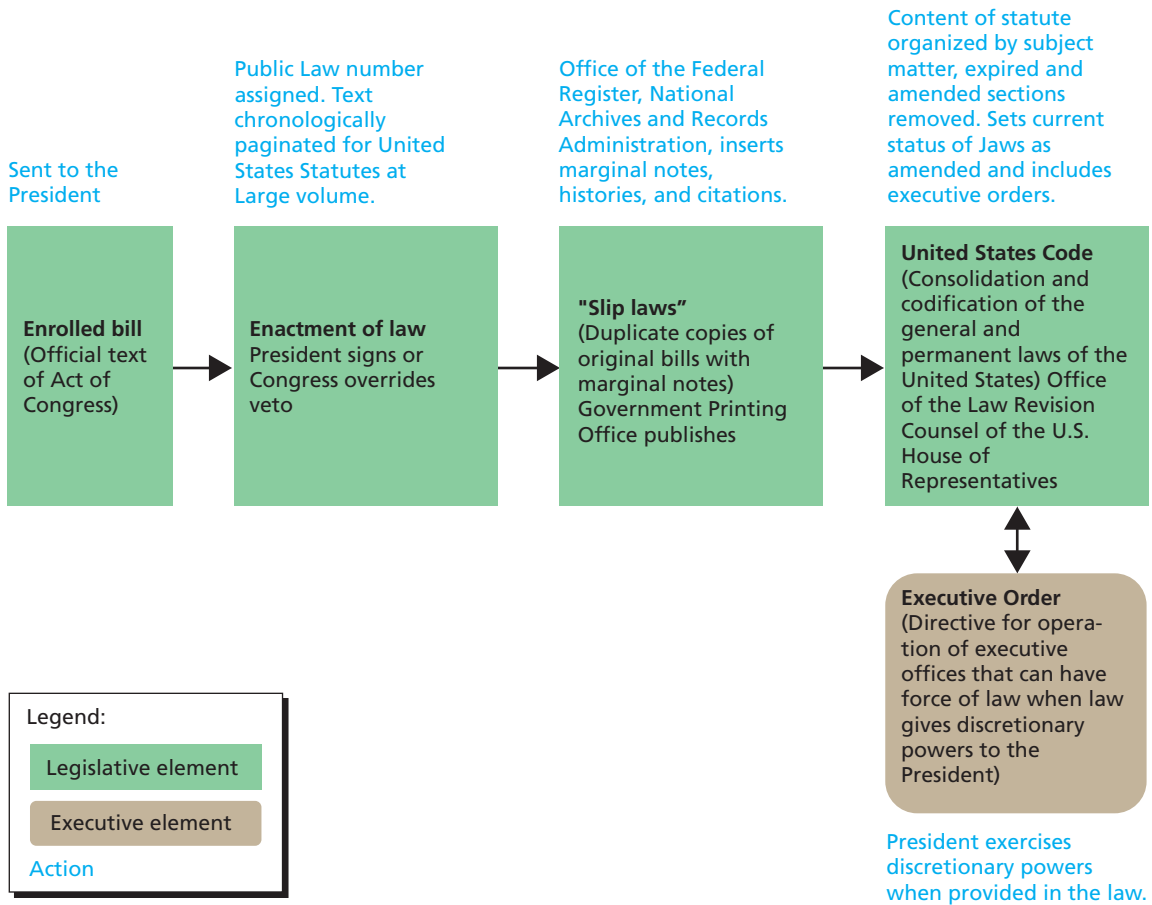 Sent to the
President
Public Law number
assigned. Text
chronologically
paginated for United
States Statutes at
Large volume.
Office of the Federal
Register, National
Archives and Records
Administration, inserts
marginal notes,
histories, and citations.
Content of statute
organized by subject
matter, expired and
amended sections
removed. Sets current
status of Jaws as
amended and includes
executive orders.
Enrolled bill
(Official text
of Act of
Congress)
Enactment of law
President signs or
Congress overrides
veto
"Slip laws”
(Duplicate copies of
original bills with
marginal notes)
Government Printing
Office publishes
United States Code
(Consolidation and
codification of the
general and
permanent laws of the
United States) Office
of the Law Revision
Counsel of the U.S.
House of
Representatives
Executive Order
(Directive for opera-
tion of executive
offices that can have
force of law when law
gives discretionary
powers to the
President)
President exercises
discretionary powers
when provided in the law.
Legend:
Legislative element
Executive element
Action